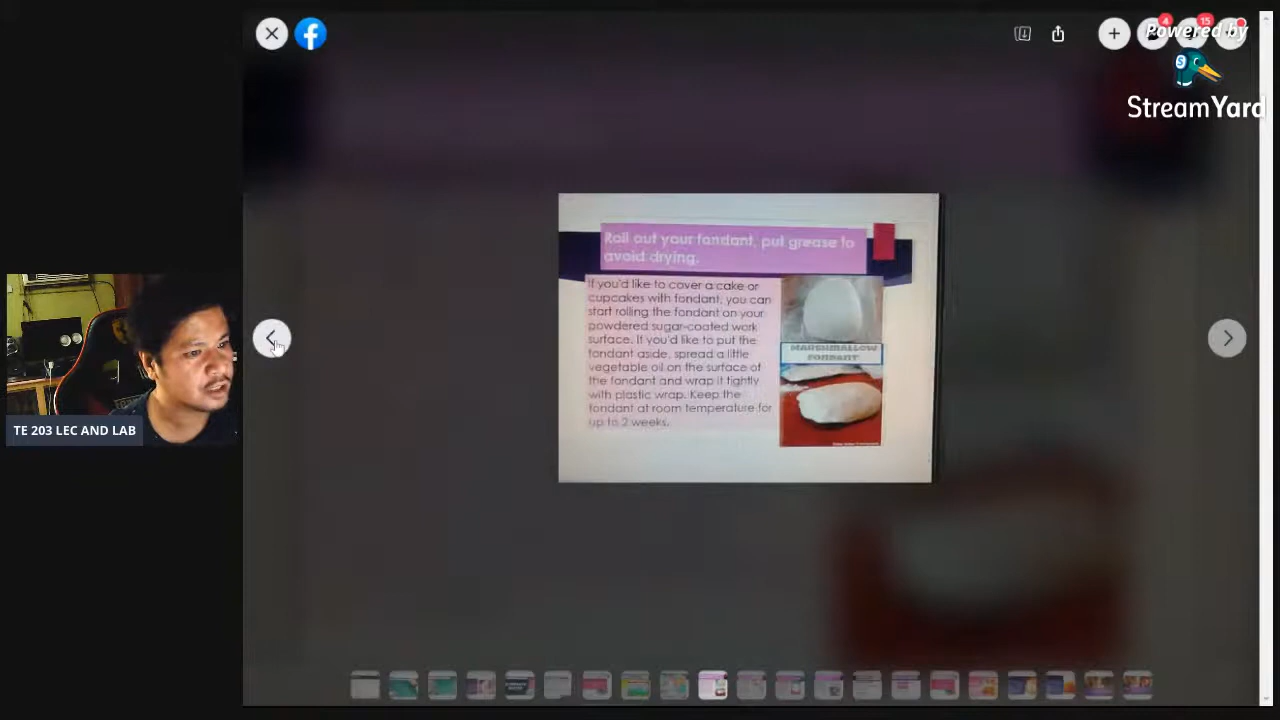 4
15
Powered by
StreamYard
Roll out your fondant, put grease to
avoid drying.
If you'd like to cover a cake or
cupcakes with fondant, you can
start rolling the fondant on your
powdered sugar-coated work
surface. If you'd like to put the
fondant aside, spread a little
vegetable oil on the surface of
the fondant and wrap it tightly
with plastic wrap. Keep the
fondant at room temperature for
up to 2 weeks.
MARSHMALLOW
FONDANT
TE 203 LEC AND LAB